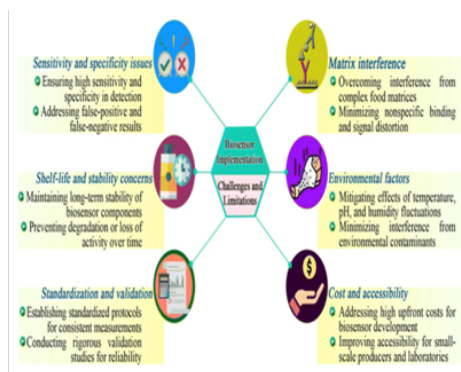 Sensitivity and specificity issues
Ensuring high sensitivity and
specificity in detection
Addressing false-positive and
false-negative results
Shelf-life and stability concerns
Maintaining long-term stability of
biosensor components
Preventing degradation or loss of
activity over time
Standardization and validation
Establishing standardized protocols
for consistent measurements
Conducting rigorous validation
studies for reliability
Biosensor
Implementation
Challenges and
Limitations
Matrix interference
Overcoming interference from
complex food matrices
Minimizing nonspecific binding
and signal distortion
Environmental factors
Mitigating effects of temperature,
pH, and humidity fluctuations
Minimizing interference from
environmental contaminants
Cost and accessibility
Addressing high upfront costs for
biosensor development
Improving accessibility for small-
scale producers and laboratories
$